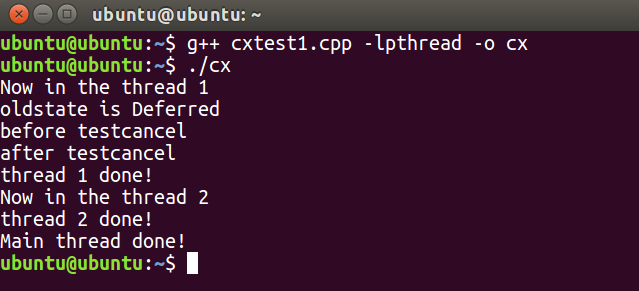 ubuntu@ubuntu: ~
ubuntu@ubuntu:~$ g++ cxtest1.cpp -lpthread -o cx
ubuntu@ubuntu:~$ ./cx
Now in the thread 1
oldstate is Deferred
before testcancel
after testcancel
thread 1 done!
Now in the thread 2
thread 2 done!
Main thread done!
ubuntu@ubuntu:~$